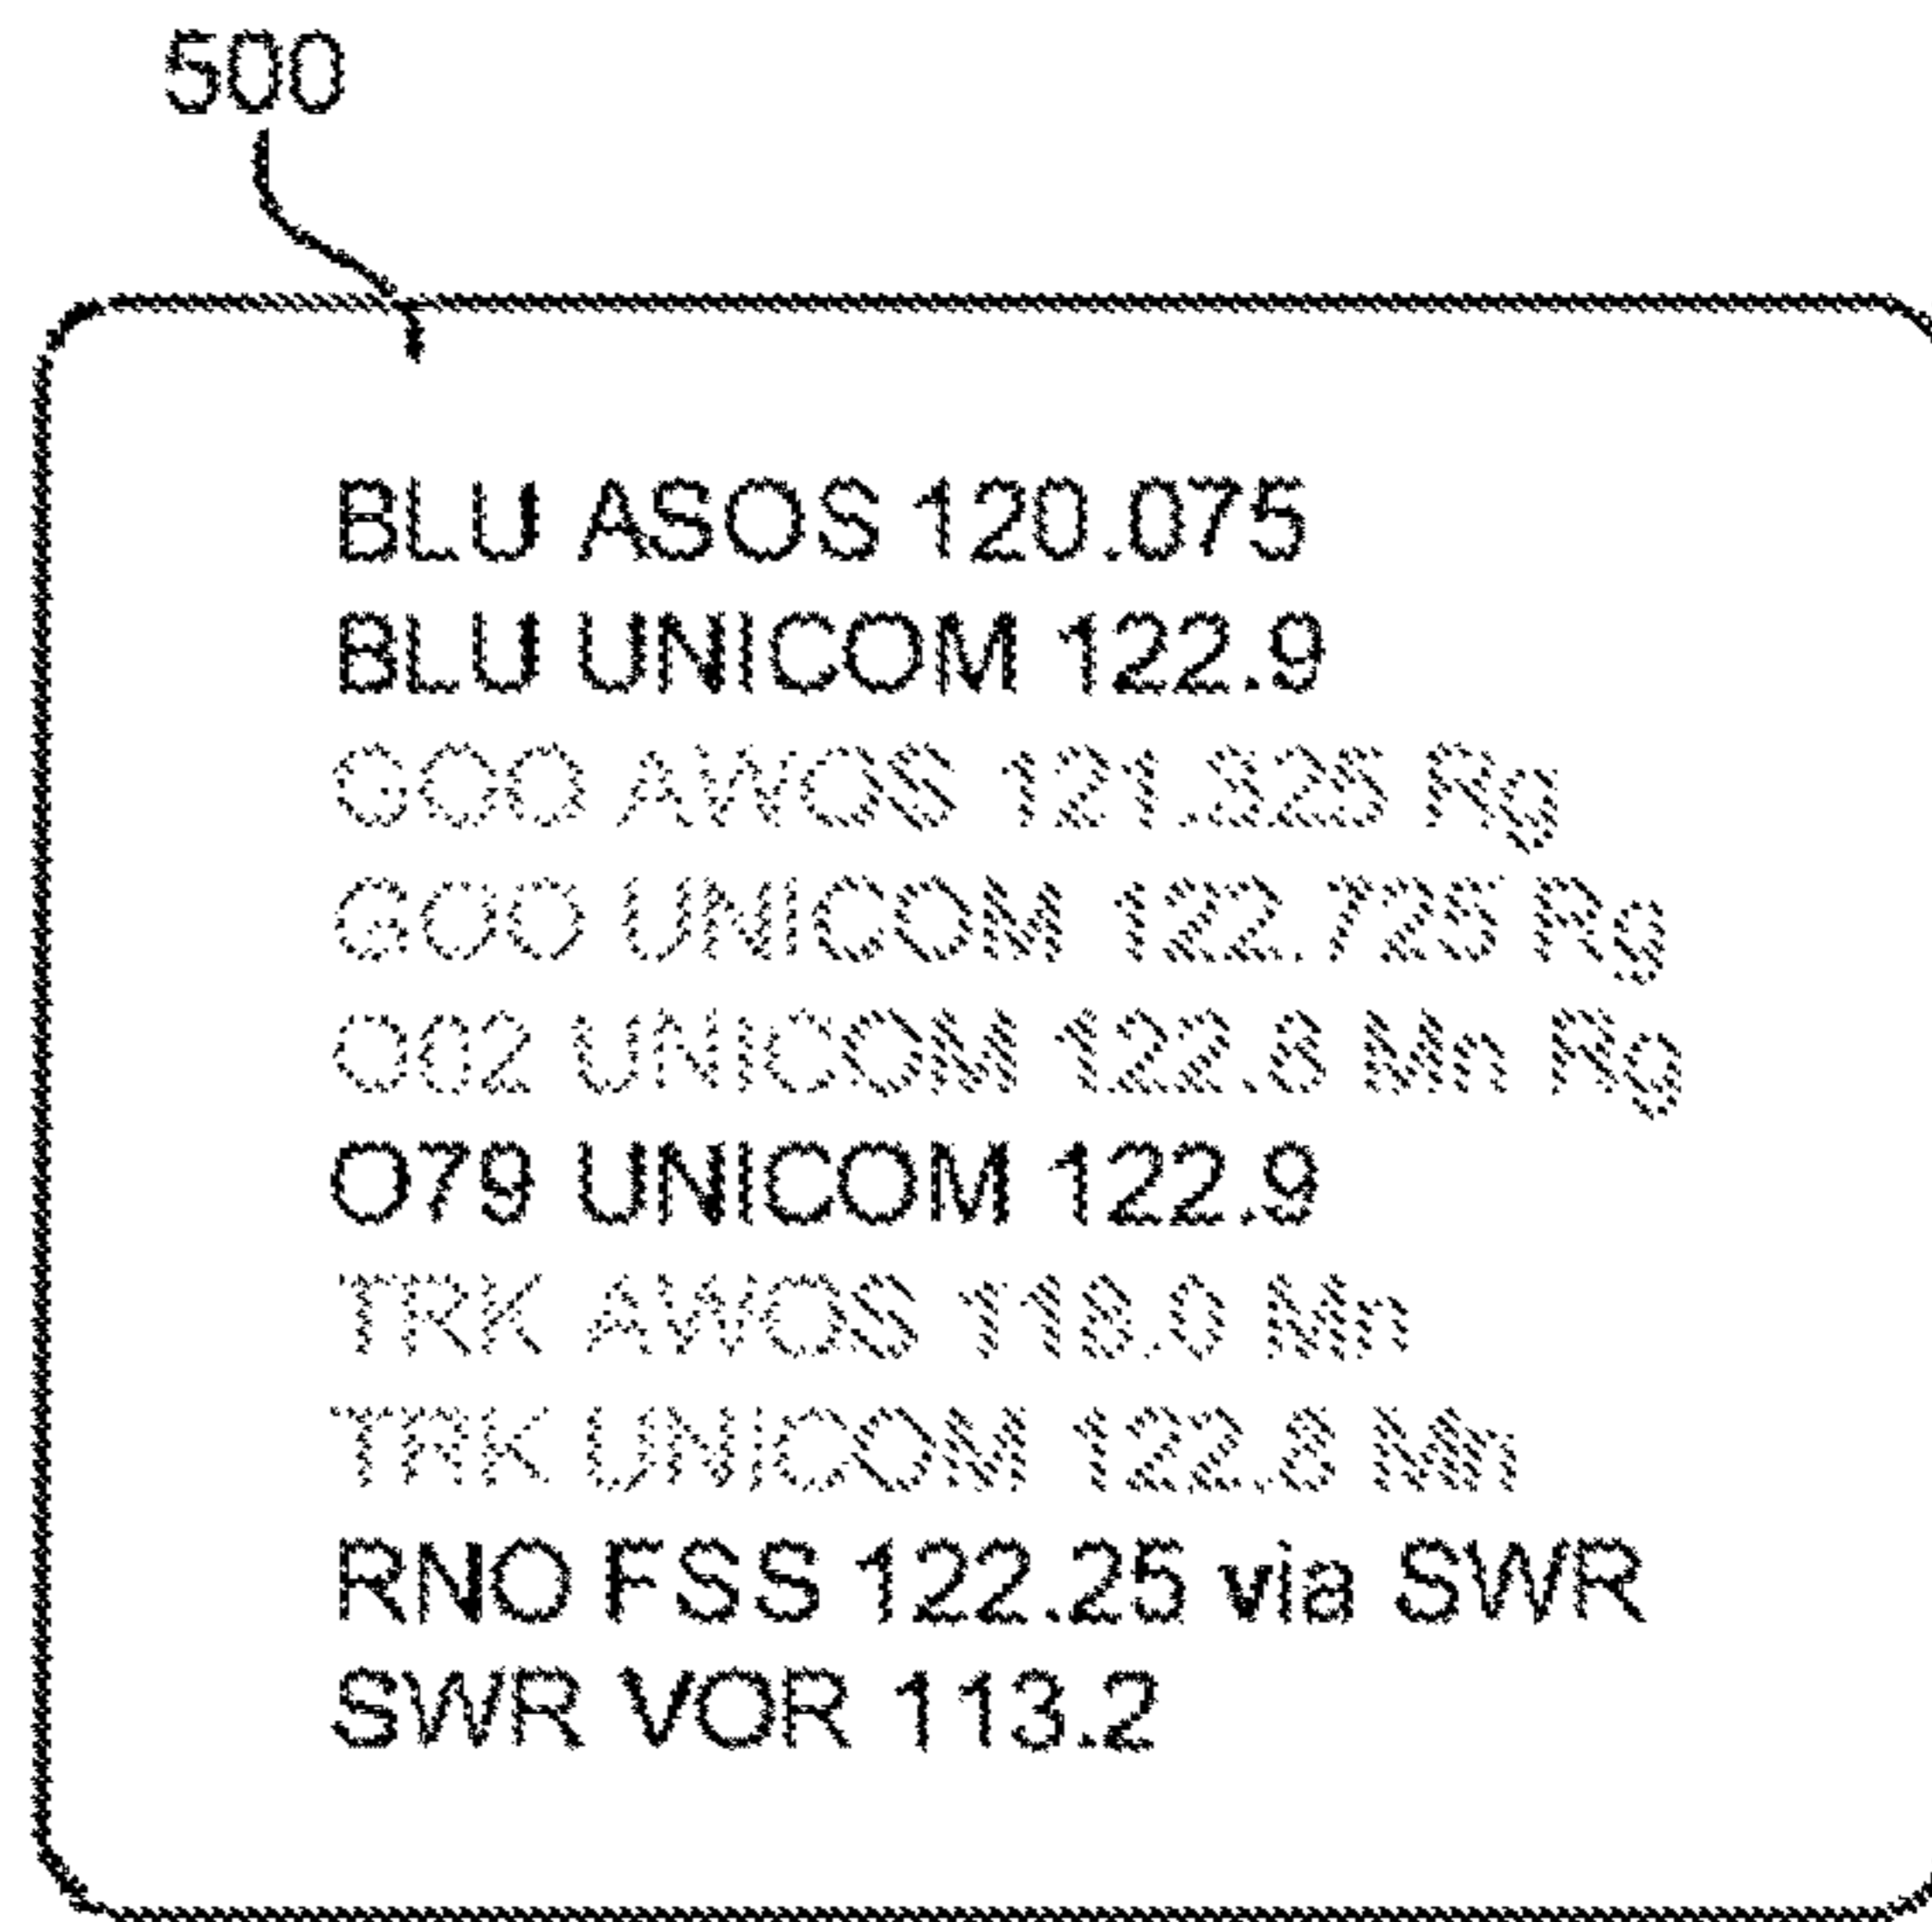 500
BLU ASOS 120.075
BLU UNICOM 122.9
GOO AWOS 121.325 Rg
GOO UNICOM 122.725 Rg
O02 UNICOM 122.8 Mn Rg
O79 UNICOM 122.9
TRK AWOS 118.0 Mn
TRK UNICOM 122.8 Mn
RNO FSS 122.25 via SWR
SWR VOR 113.2